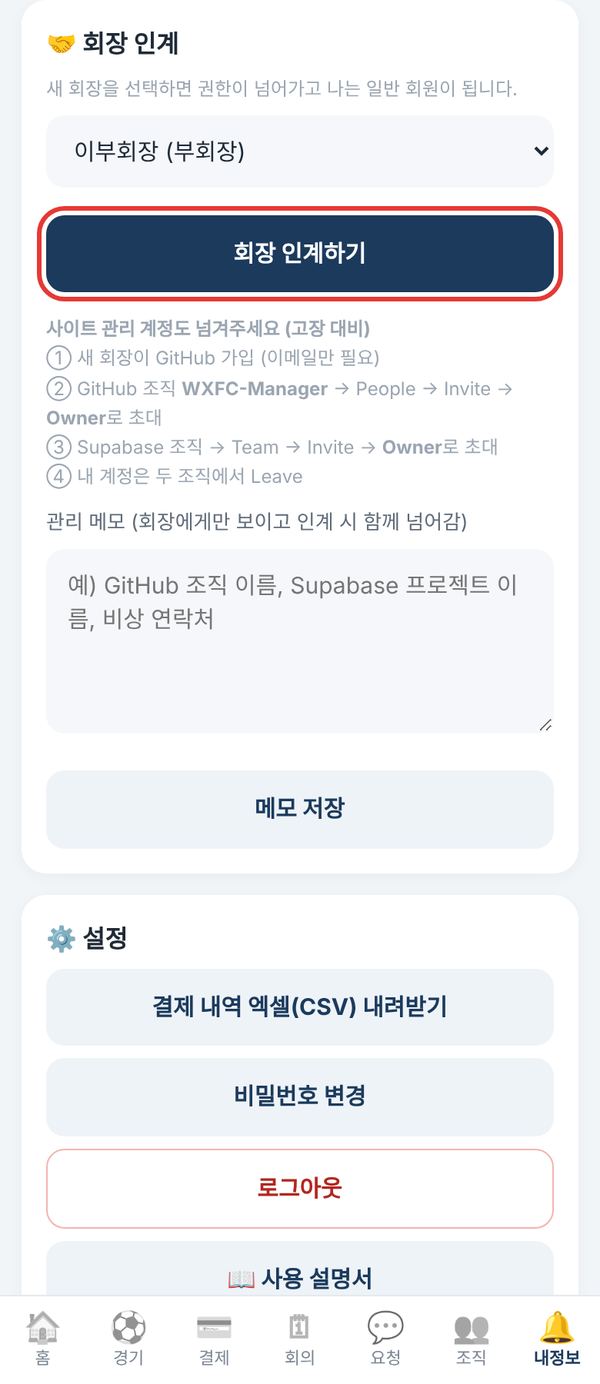 🤝 회장 인계
새 회장을 선택하면 권한이 넘어가고 나는 일반 회원이 됩니다.
이부회장 (부회장)
회장 인계하기
사이트 관리 계정도 넘겨주세요 (고장 대비)
① 새 회장이 GitHub 가입 (이메일만 필요)
② GitHub 조직 WXFC-Manager → People → Invite →
Owner로 초대
③ Supabase 조직 → Team → Invite → Owner로 초대
④ 내 계정은 두 조직에서 Leave
관리 메모 (회장에게만 보이고 인계 시 함께 넘어감)
예) GitHub 조직 이름, Supabase 프로젝트 이
름, 비상 연락처
메모 저장
⚙️ 설정
결제 내역 엑셀(CSV) 내려받기
비밀번호 변경
로그아웃
📖 사용 설명서
홈 경기 결제 회의 요청 조직 내정보